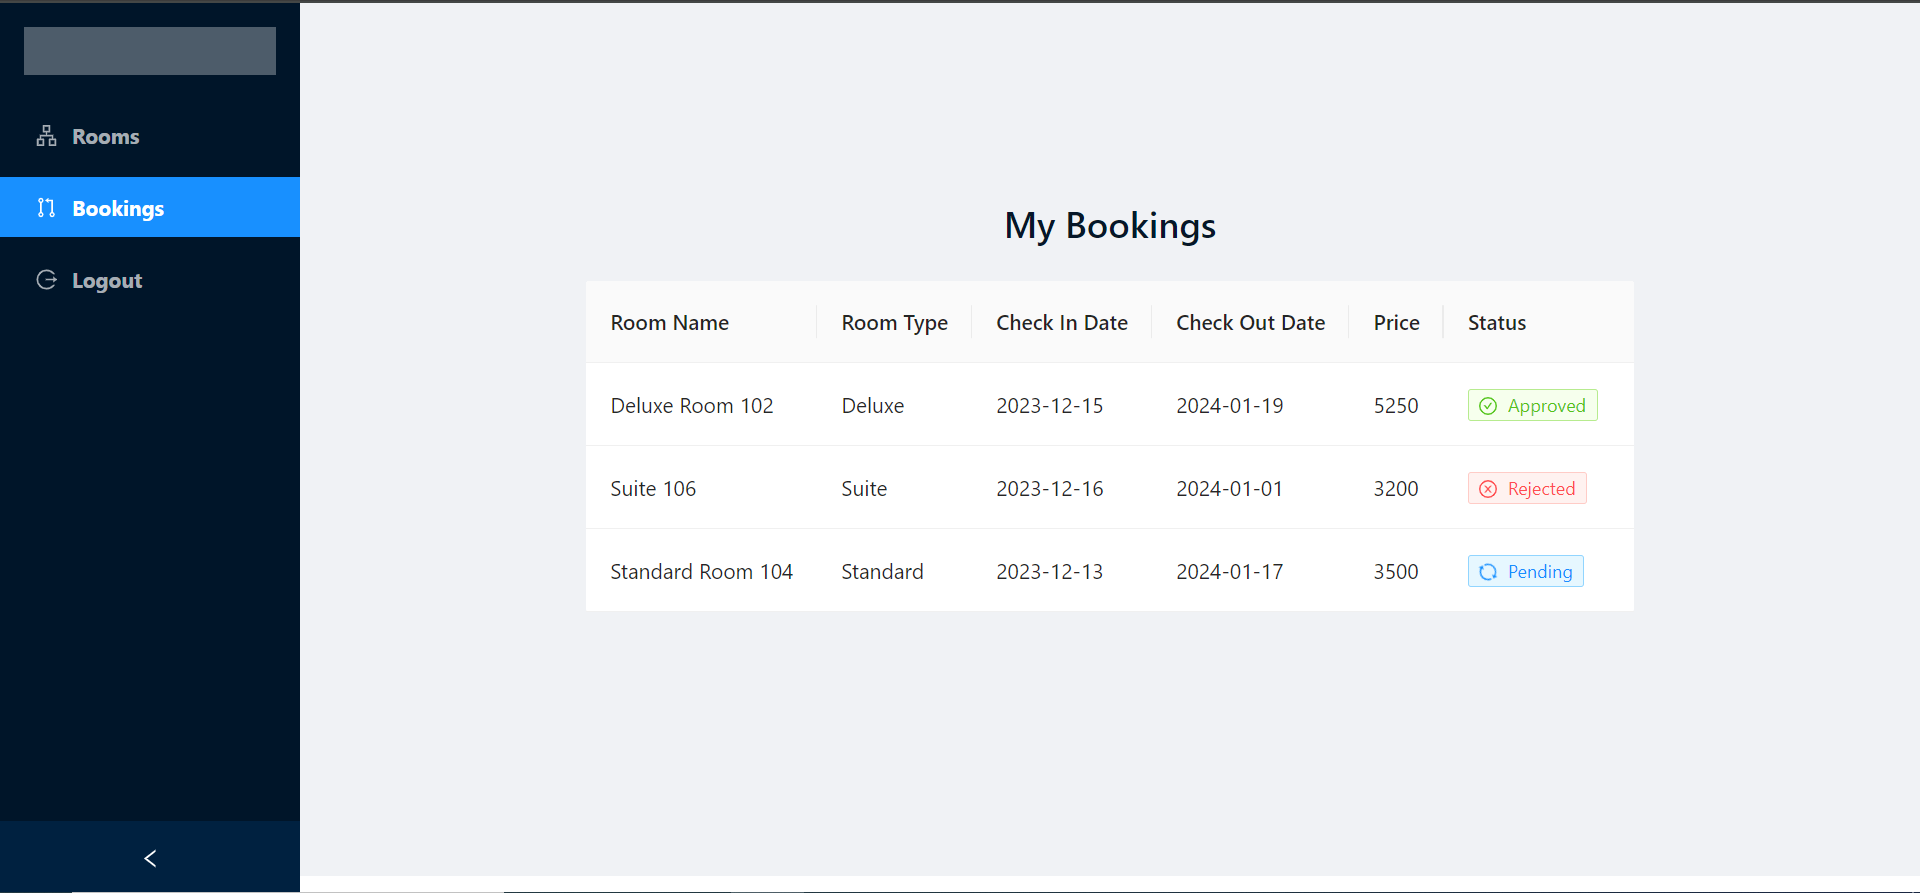 Rooms
Bookings
Logout
My Bookings
Room Name Room Type Check In Date Check Out Date Price Status
Deluxe Room 102 Deluxe 2023-12-15 2024-01-19 5250 Approved
Suite 106 Suite 2023-12-16 2024-01-01 3200 Rejected
Standard Room 104 Standard 2023-12-13 2024-01-17 3500 Pending